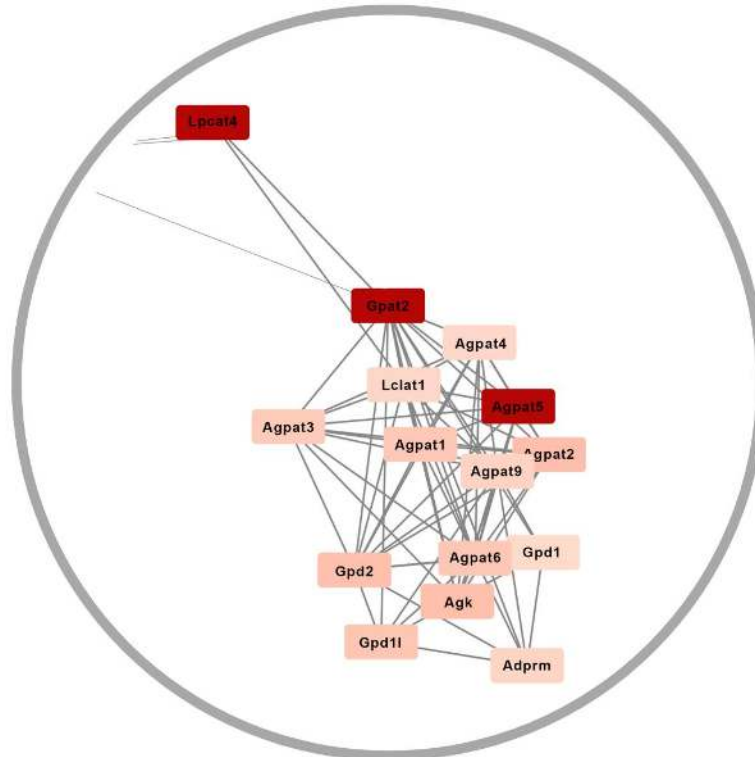 Lpcat4
Gpat2
Agpat4
Lclat1
Agpat5
Agpat3
Agpat1
Agpat2
Agpat9
Agpat6
Gpd1
Gpd2
Agk
Gpd1l
Adprm